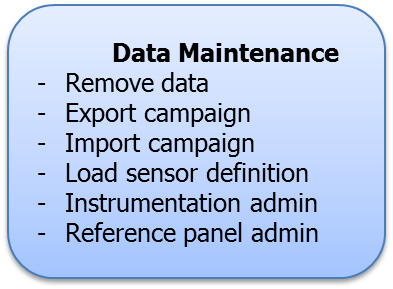 Data Maintenance
- Remove data
- Export campaign
- Import campaign
- Load sensor definition
- Instrumentation admin
- Reference panel admin